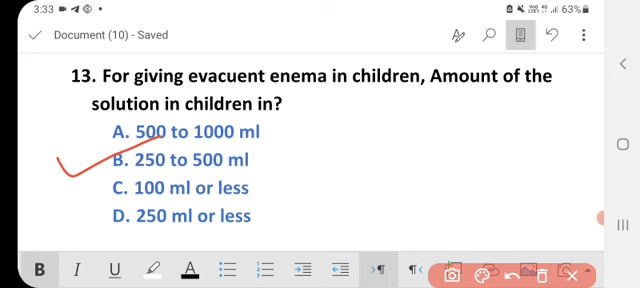 3:33
63%
Document (10) - Saved
13. For giving evacuent enema in children, Amount of the
solution in children in?
A. 500 to 1000 ml
B. 250 to 500 ml
C. 100 ml or less
D. 250 ml or less
B I U A